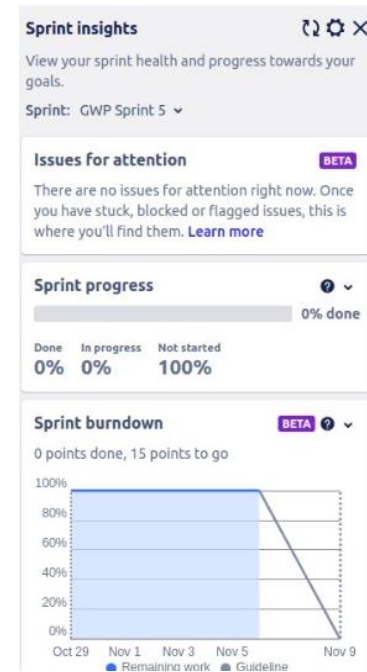 Sprint insights
View your sprint health and progress towards your
goals.
Sprint: GWP Sprint 5
Issues for attention BETA
There are no issues for attention right now. Once
you have stuck, blocked or flagged issues, this is
where you'll find them. Learn more
Sprint progress
0% done
Done In progress Not started
0% 0% 100%
Sprint burndown BETA
0 points done, 15 points to go
100%
80%
60%
40%
20%
0%
Oct 29 Nov 1 Nov 3 Nov 5 Nov 9
Remaining work Guideline